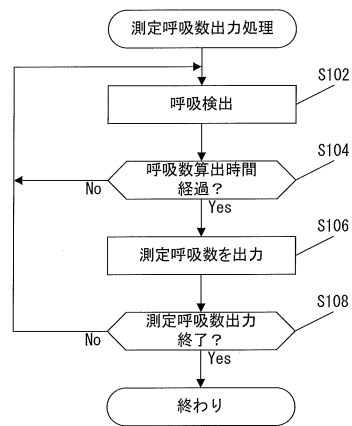 測定呼吸数出力処理
S102
呼吸検出
S104
呼吸数算出時間
経過？
No
Yes
S106
測定呼吸数を出力
S108
測定呼吸数出力
終了？
No
Yes
終わり